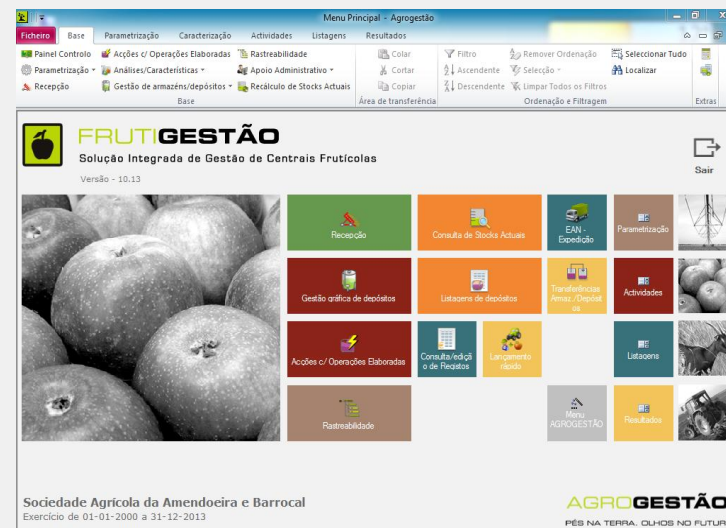 Menu Principal - Agrogestão
Ficheiro Base Parametrização Caracterização Actividades Listagens Resultados
Painel Controlo Acções c/ Operações Elaboradas Rastreabilidade Colar Filtro Remover Ordenação Seleccionar Tudo
Parametrização Análises/Características Apoio Administrativo Cortar Ascendente Selecção Localizar
Recepção Gestão de armazéns/depósitos Recálculo de Stocks Actuais Copiar Descendente Limpar Todos os Filtros
Base Área de transferência Ordenação e Filtragem Extras
FRUTIGESTÃO
Solução Integrada de Gestão de Centrais Frutícolas
Versão - 10.13
Sair
Recepção
Consulta de Stocks Actuais
EAN -
Expedição
Parametrização
Gestão gráfica de depósitos
Listagens de depósitos
Transferências
Armaz./Depósit
os
Actividades
Acções c/ Operações Elaboradas
Consulta/ediçã
o de Registos
Lançamento
rápido
Listagens
Rastreabilidade
Menu
AGROGESTÃO
Resultados
Sociedade Agrícola da Amendoeira e Barrocal
Exercício de 01-01-2000 a 31-12-2013
AGROGESTÃO
PÉS NA TERRA. OLHOS NO FUTUR